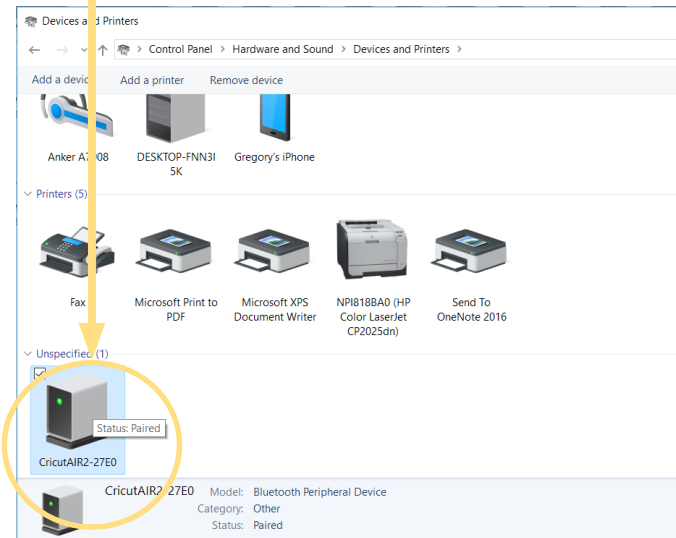 Devices and Printers
Control Panel > Hardware and Sound > Devices and Printers >
Add a device Add a printer Remove device
Anker A7908 DESKTOP-FNN3I Gregory's iPhone
5K
Printers (5)
Fax Microsoft Print to Microsoft XPS NPI818BA0 (HP Send To
PDF Document Writer Color LaserJet OneNote 2016
CP2025dn)
Unspecified (1)
Status: Paired
CricutAIR2-27E0
CricutAIR2-27E0 Model: Bluetooth Peripheral Device
Category: Other
Status: Paired